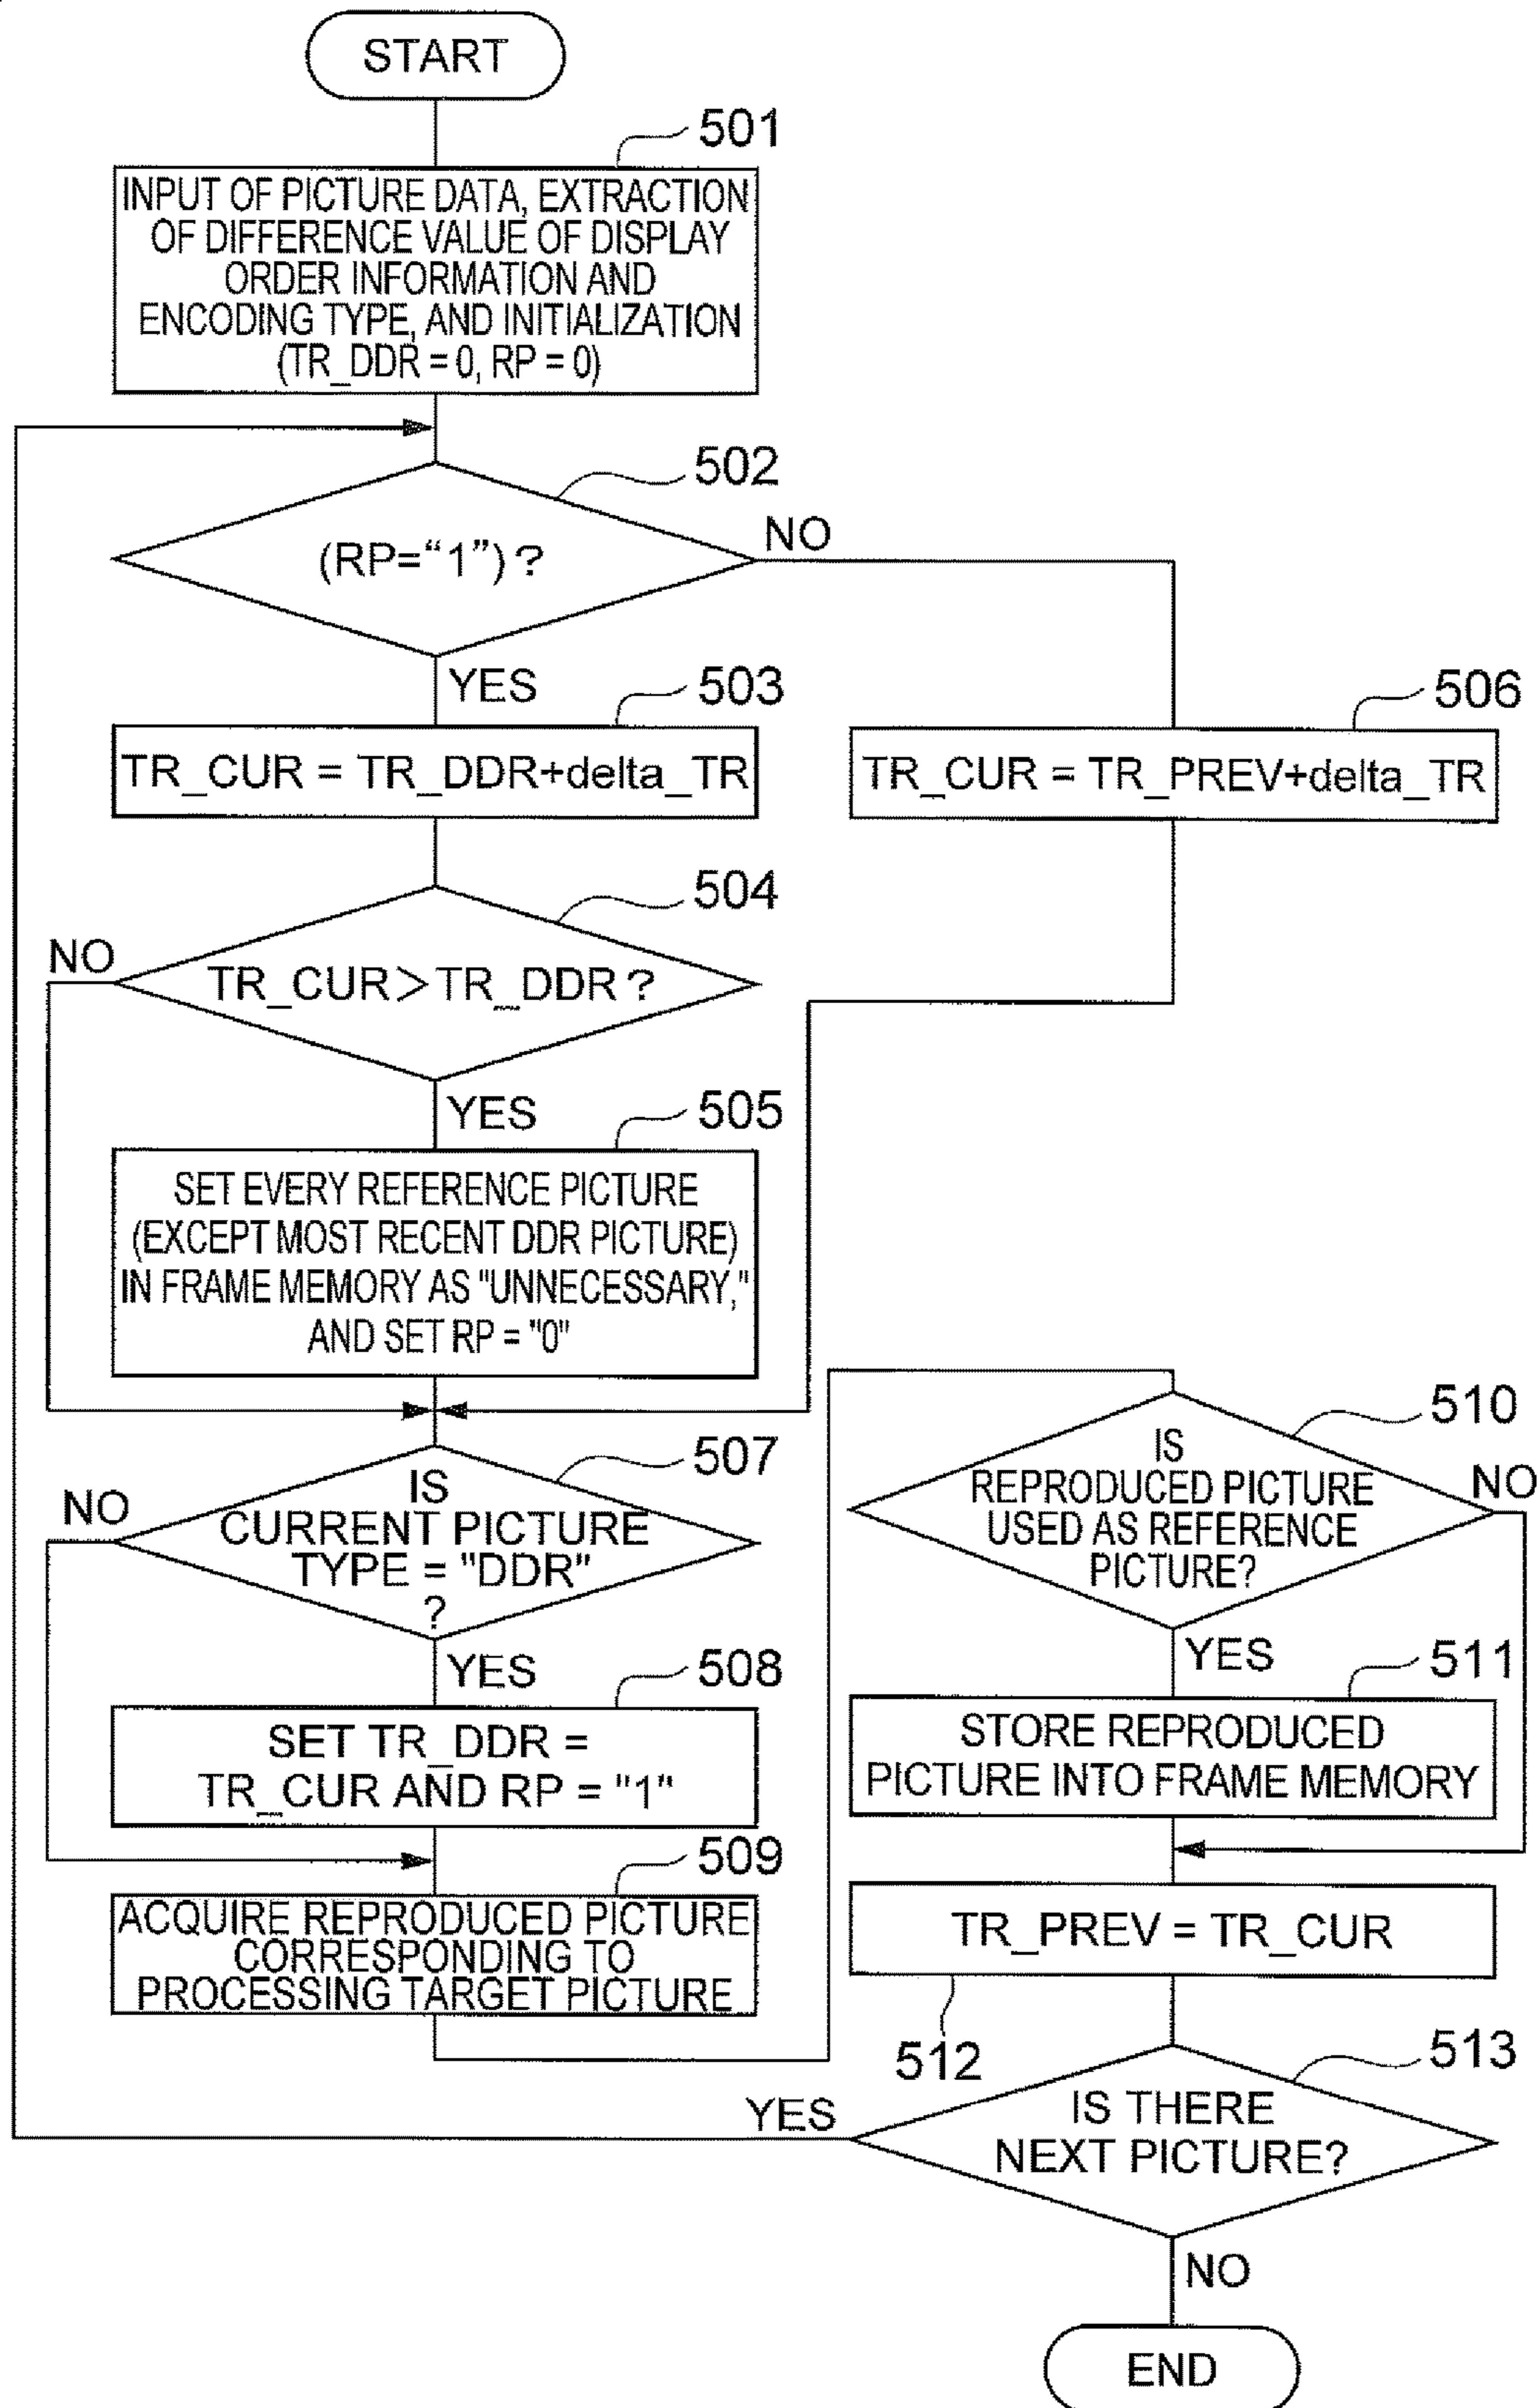 START
501
INPUT OF PICTURE DATA, EXTRACTION
OF DIFFERENCE VALUE OF DISPLAY
ORDER INFORMATION AND
ENCODING TYPE, AND INITIALIZATION
(TR_DDR = 0, RP = 0)
502
(RP=“1”) ?
NO
YES
503
TR_CUR = TR_DDR+delta_TR
506
TR_CUR = TR_PREV+delta_TR
504
NO
TR_CUR > TR_DDR ?
YES
505
SET EVERY REFERENCE PICTURE
(EXCEPT MOST RECENT DDR PICTURE)
IN FRAME MEMORY AS "UNNECESSARY,"
AND SET RP = "0"
507
NO
IS
CURRENT PICTURE
TYPE = "DDR"
?
YES
508
SET TR_DDR =
TR_CUR AND RP = "1"
509
ACQUIRE REPRODUCED PICTURE
CORRESPONDING TO
PROCESSING TARGET PICTURE
510
IS
REPRODUCED PICTURE
USED AS REFERENCE
PICTURE?
NO
YES
511
STORE REPRODUCED
PICTURE INTO FRAME MEMORY
TR_PREV = TR_CUR
512
513
YES
IS THERE
NEXT PICTURE?
NO
END